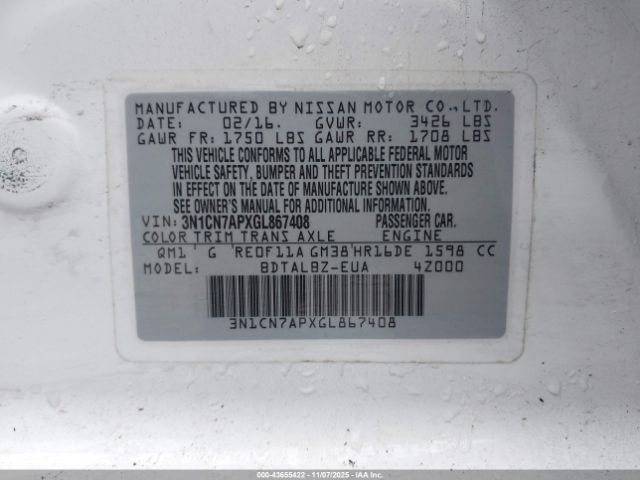 MANUFACTURED BY NISSAN MOTOR CO.,LTD.
DATE: 02/16. GVWR: 3426 LBS
GAWR FR: 1750 LBS GAWR RR: 1708 LBS
THIS VEHICLE CONFORMS TO ALL APPLICABLE FEDERAL MOTOR
VEHICLE SAFETY, BUMPER AND THEFT PREVENTION STANDARDS
IN EFFECT ON THE DATE OF MANUFACTURE SHOWN ABOVE.
SEE OWNER'S MANUAL FOR ADDITIONAL INFORMATION.
VIN: 3N1CN7APXGL867408 PASSENGER CAR.
COLOR TRIM TRANS AXLE ENGINE
QM1 G RE0F11A GM38 HR16DE 1598 CC
MODEL: BDTALBZ-EUA 4Z000
3N1CN7APXGL867408
© - 43655422 - 11/07/2025 - IAA, Inc.